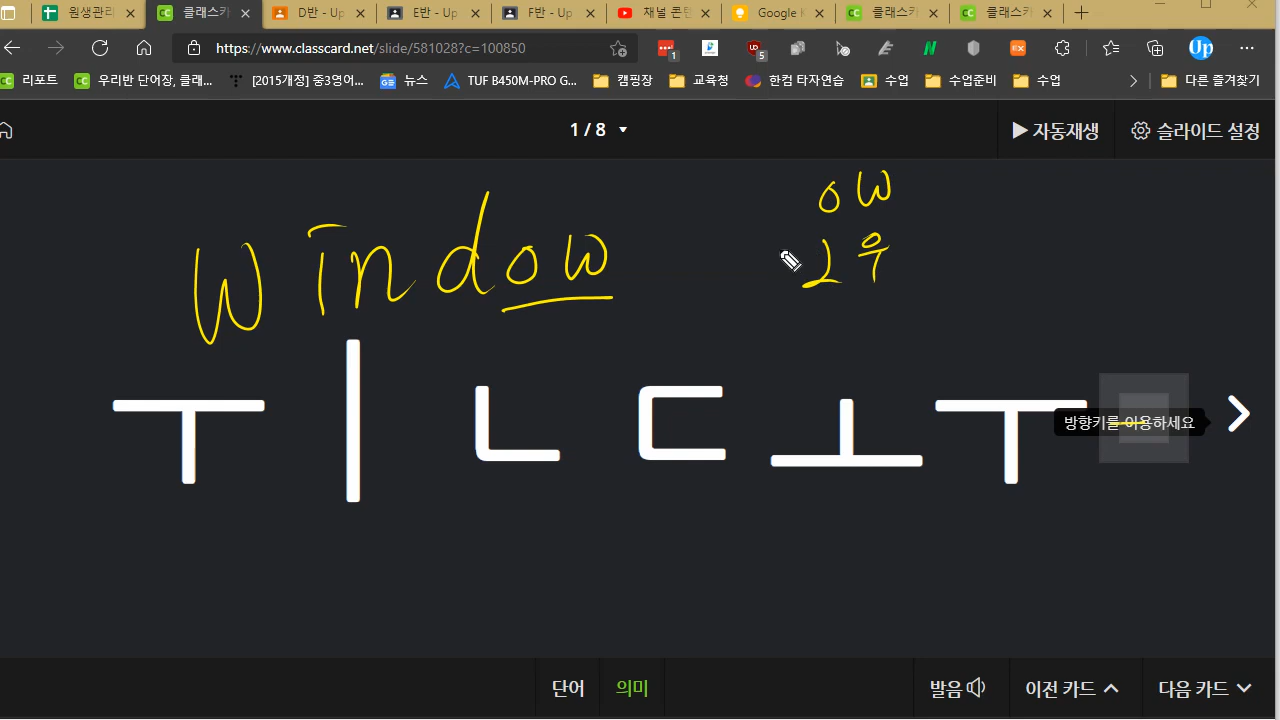 원생관리
클래스카
D반 - Up
E반 - Up
F반 - Up
채널 콘텐
Google
클래스카
클래스카
https://www.classcard.net/slide/581028?c=100850
1
5
Up
리포트
우리반 단어장, 클래...
[2015개정] 중3영어...
뉴스
TUF B450M-PRO G...
캠핑장
교육청
한컴 타자연습
수업
수업준비
수업
다른 즐겨찾기
1 / 8
자동재생
슬라이드 설정
ow
window
ㅜㅣㄴㄷㅗㅜ
방향키를 이용하세요
단어
의미
발음
이전 카드
다음 카드